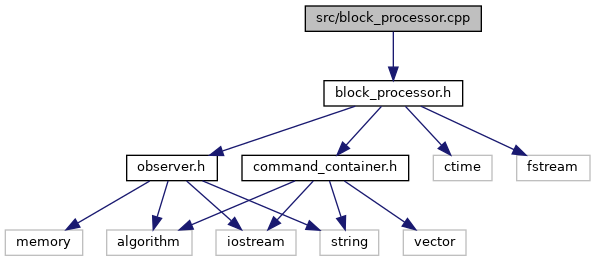 src/block_processor.cpp
block_processor.h
observer.h
command_container.h
ctime
fstream
memory
algorithm
iostream
string
vector